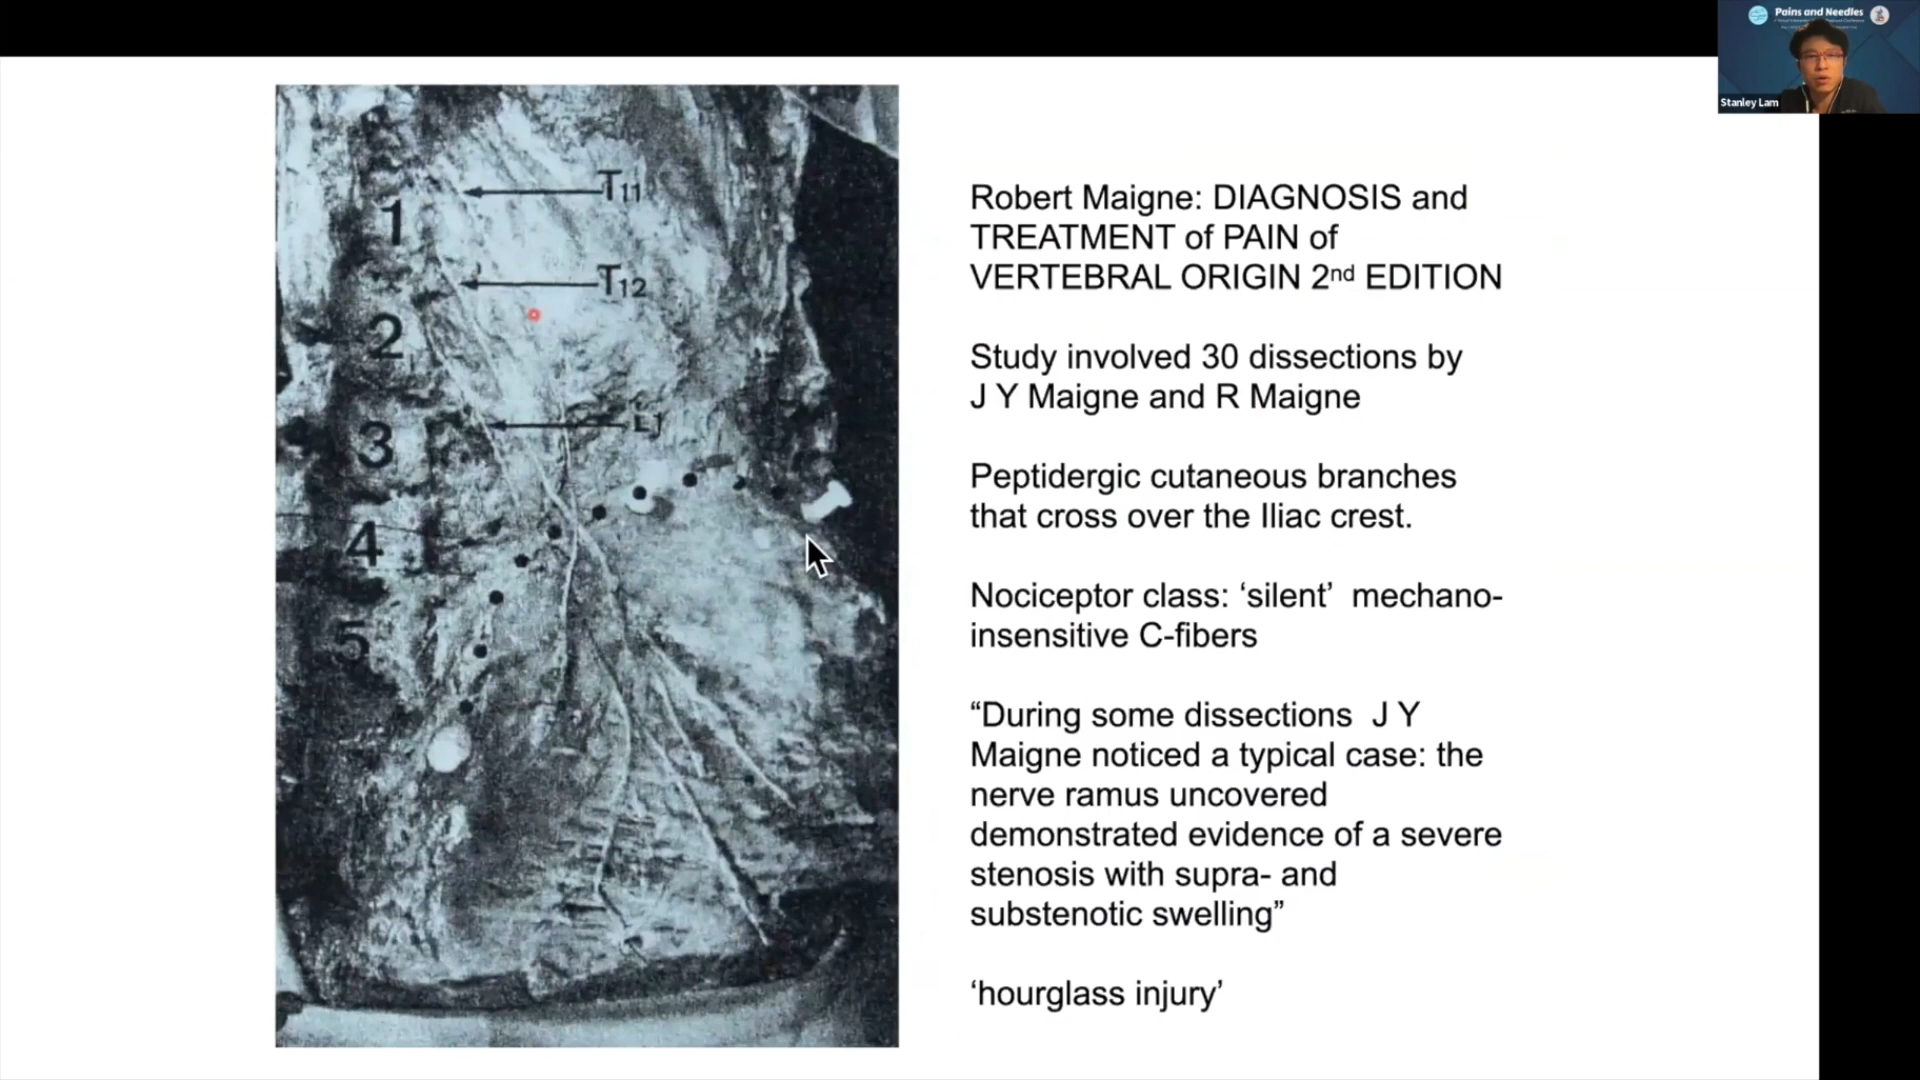 Pains and Needles
Stanley Lam
T11
1
T12
2
L1
3
4
5
Robert Maigne: DIAGNOSIS and
TREATMENT of PAIN of
VERTEBRAL ORIGIN 2nd EDITION
Study involved 30 dissections by
J Y Maigne and R Maigne
Peptidergic cutaneous branches
that cross over the Iliac crest.
Nociceptor class: ‘silent’ mechano-
insensitive C-fibers
“During some dissections J Y
Maigne noticed a typical case: the
nerve ramus uncovered
demonstrated evidence of a severe
stenosis with supra- and
substenotic swelling”
‘hourglass injury’